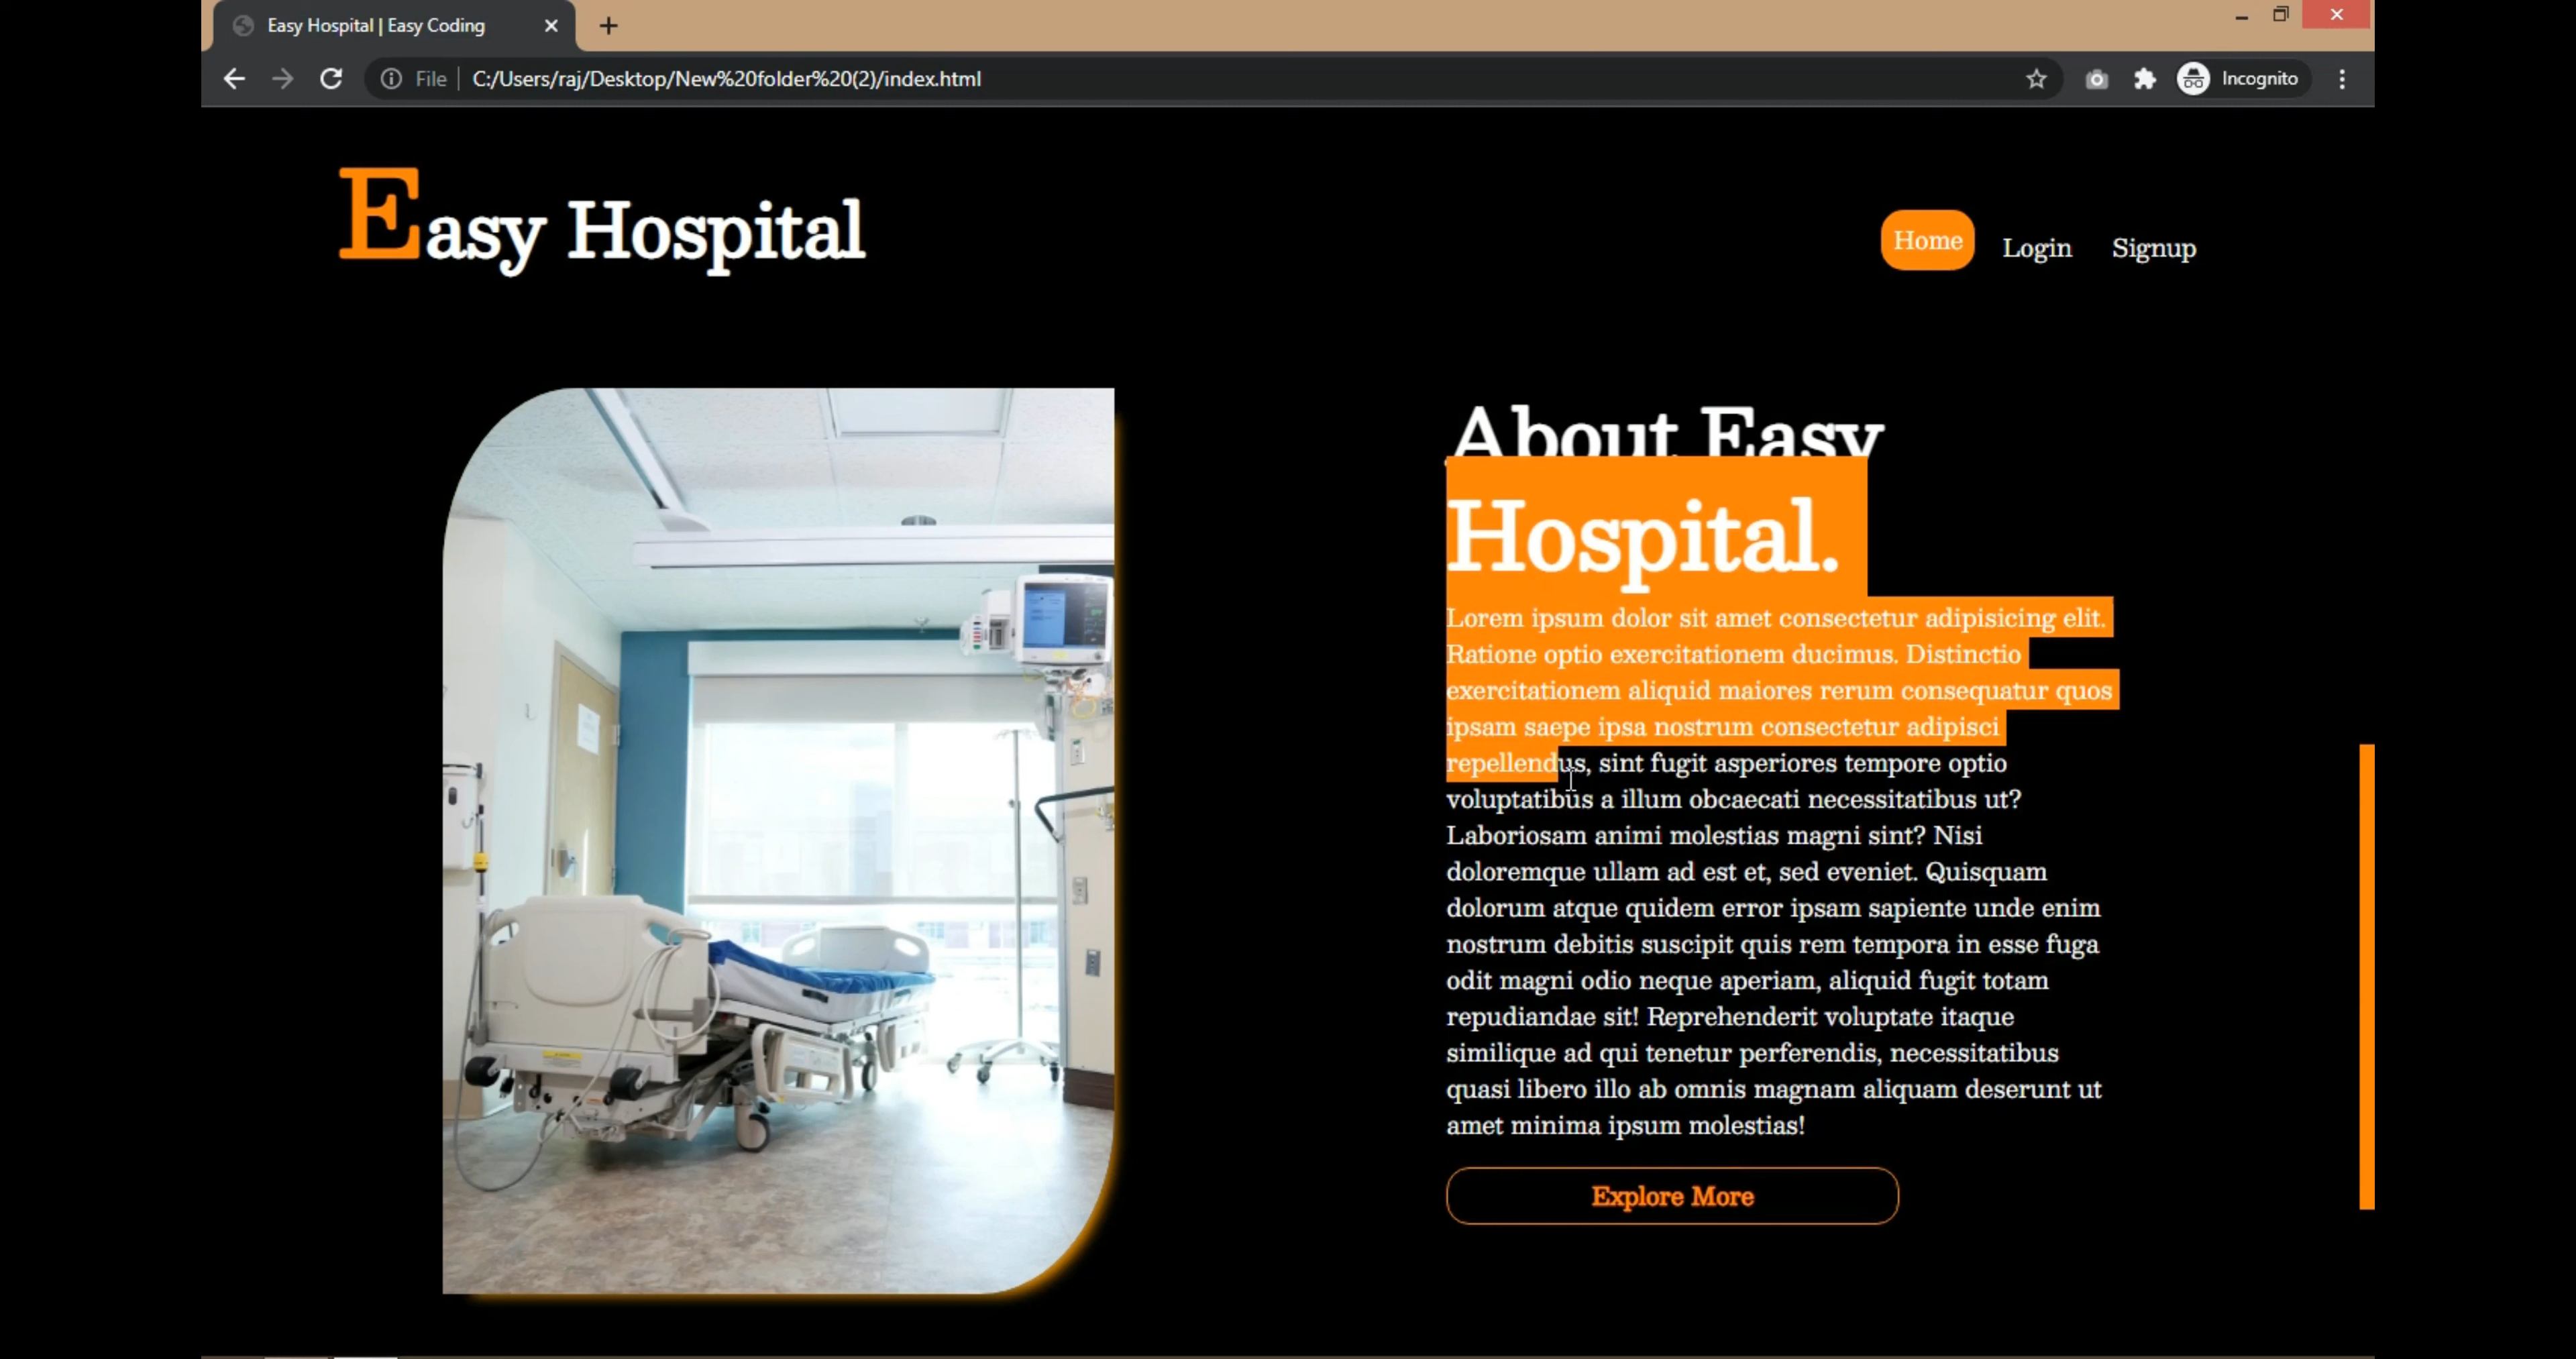 Easy Hospital | Easy Coding
File
C:/Users/raj/Desktop/New%20folder%20(2)/index.html
Incognito
Easy Hospital
Home
Login
Signup
About Easy
Hospital.
Lorem ipsum dolor sit amet consectetur adipisicing elit.
Ratione optio exercitationem ducimus. Distinctio
exercitationem aliquid maiores rerum consequatur quos
ipsam saepe ipsa nostrum consectetur adipisci
repellendus, sint fugit asperiores tempore optio
voluptatibus a illum obcaecati necessitatibus ut?
Laboriosam animi molestias magni sint? Nisi
doloremque ullam ad est et, sed eveniet. Quisquam
dolorum atque quidem error ipsam sapiente unde enim
nostrum debitis suscipit quis rem tempora in esse fuga
odit magni odio neque aperiam, aliquid fugit totam
repudiandae sit! Reprehenderit voluptate itaque
similique ad qui tenetur perferendis, necessitatibus
quasi libero illo ab omnis magnam aliquam deserunt ut
amet minima ipsum molestias!
Explore More